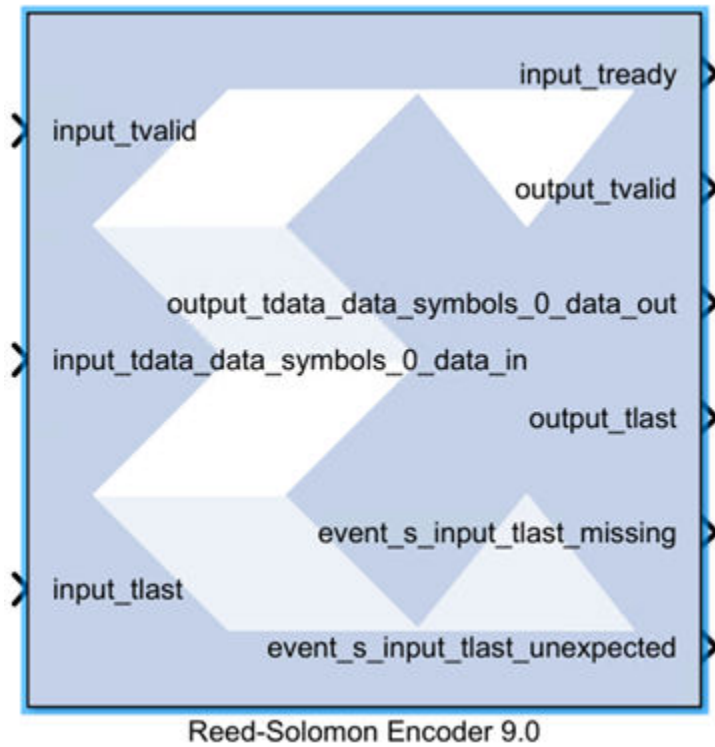 input_tready
input_tvalid
output_tvalid
output_tdata_data_symbols_0_data_out
input_tdata_data_symbols_0_data_in
output_tlast
event_s_input_tlast_missing
input_tlast
event_s_input_tlast_unexpected
Reed-Solomon Encoder 9.0